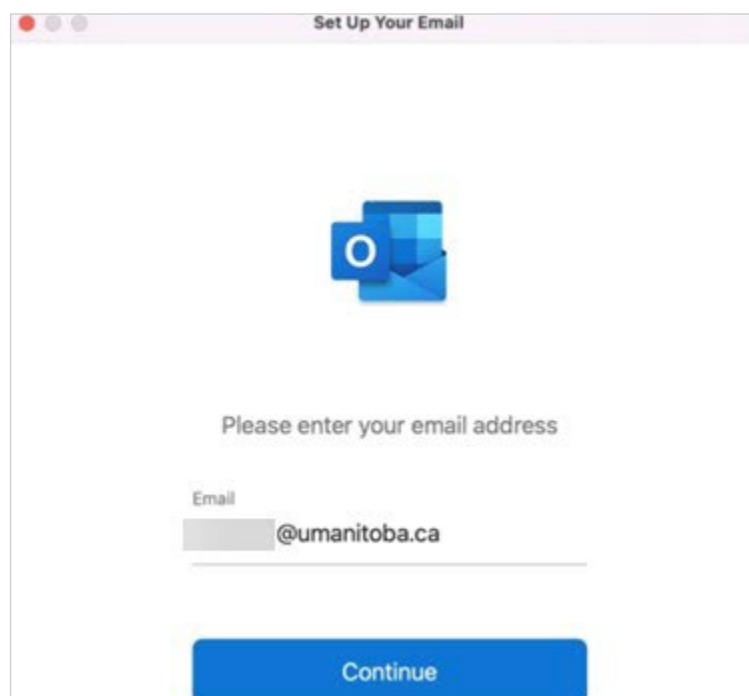 Set Up Your Email
O
Please enter your email address
Email
@umanitoba.ca
Continue